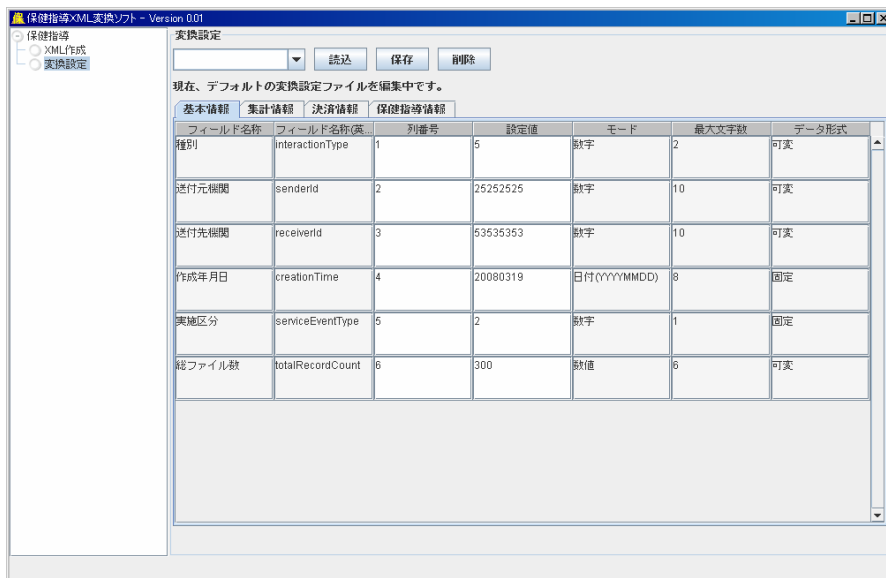 保健指導XML変換ソフト - Version 0.01
保健指導
XML作成
変換設定
変換設定
読込 保存 削除
現在、デフォルトの変換設定ファイルを編集中です。
基本情報 集計情報 決済情報 保健指導情報
フィールド名称 フィールド名称(英... 列番号 設定値 モード 最大文字数 データ形式
種別 interactionType 1 5 数字 2 可変
送付元機関 senderId 2 25252525 数字 10 可変
送付先機関 receiverId 3 53535353 数字 10 可変
作成年月日 creationTime 4 20080319 日付(YYYYMMDD) 8 固定
実施区分 serviceEventType 5 2 数字 1 固定
総ファイル数 totalRecordCount 6 300 数値 6 可変